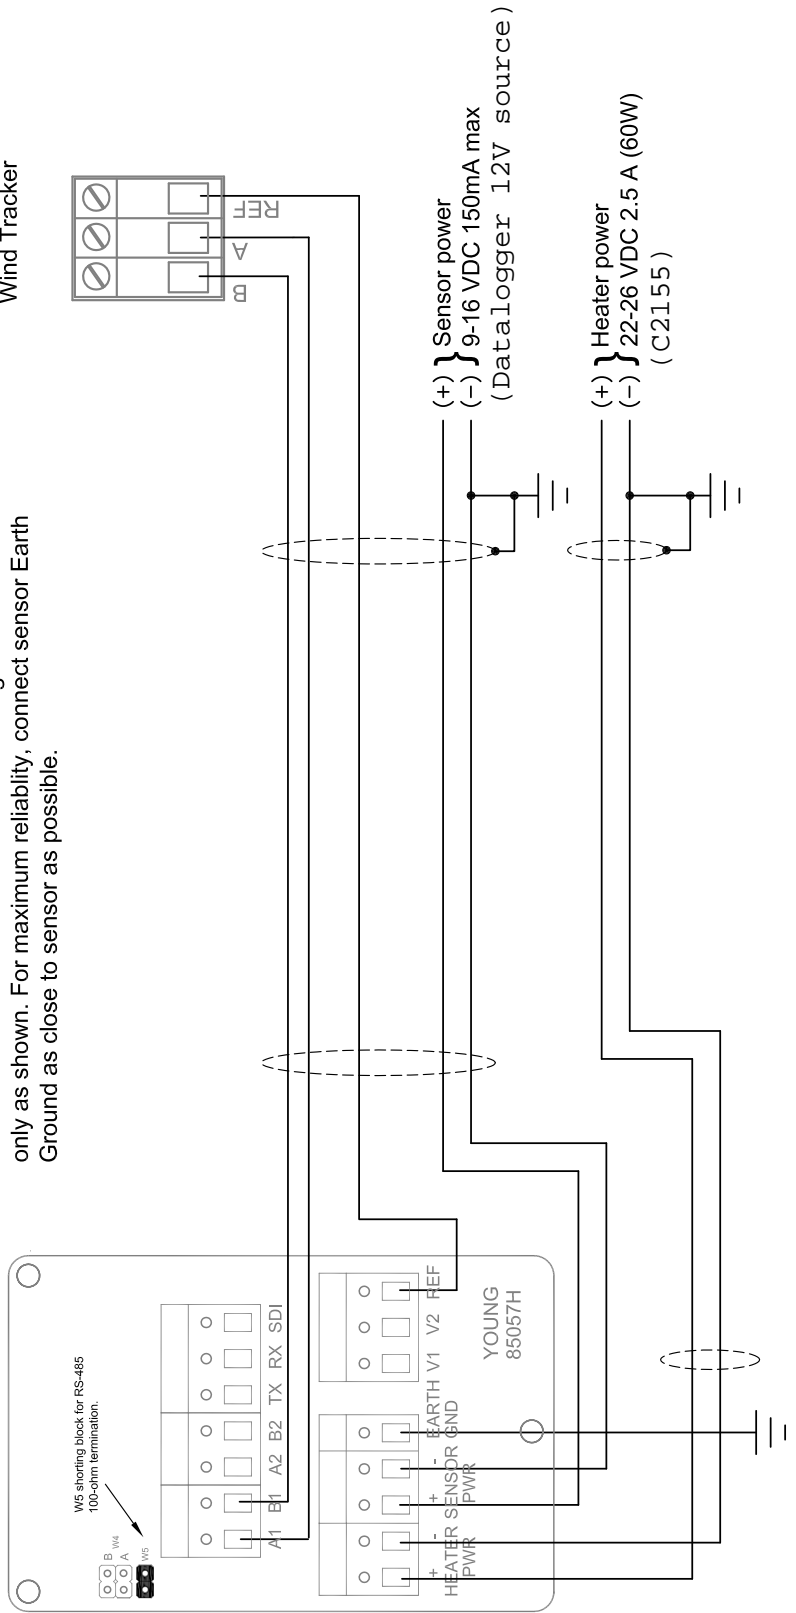 Wind Tracker
only as shown. For maximum reliablity, connect sensor Earth
Ground as close to sensor as possible.
REF
A
B
(+)
(-)
Sensor power
9-16 VDC 150mA max
(Datalogger 12V source)
(+)
(-)
Heater power
22-26 VDC 2.5 A (60W)
(C2155)
W5 shorting block for RS-485
100-ohm termination.
B
A
W4
W5
A1 B1 A2 B2 TX RX SDI
+ - + - EARTH V1 V2 REF
HEATER SENSOR GND
PWR PWR
YOUNG
85057H